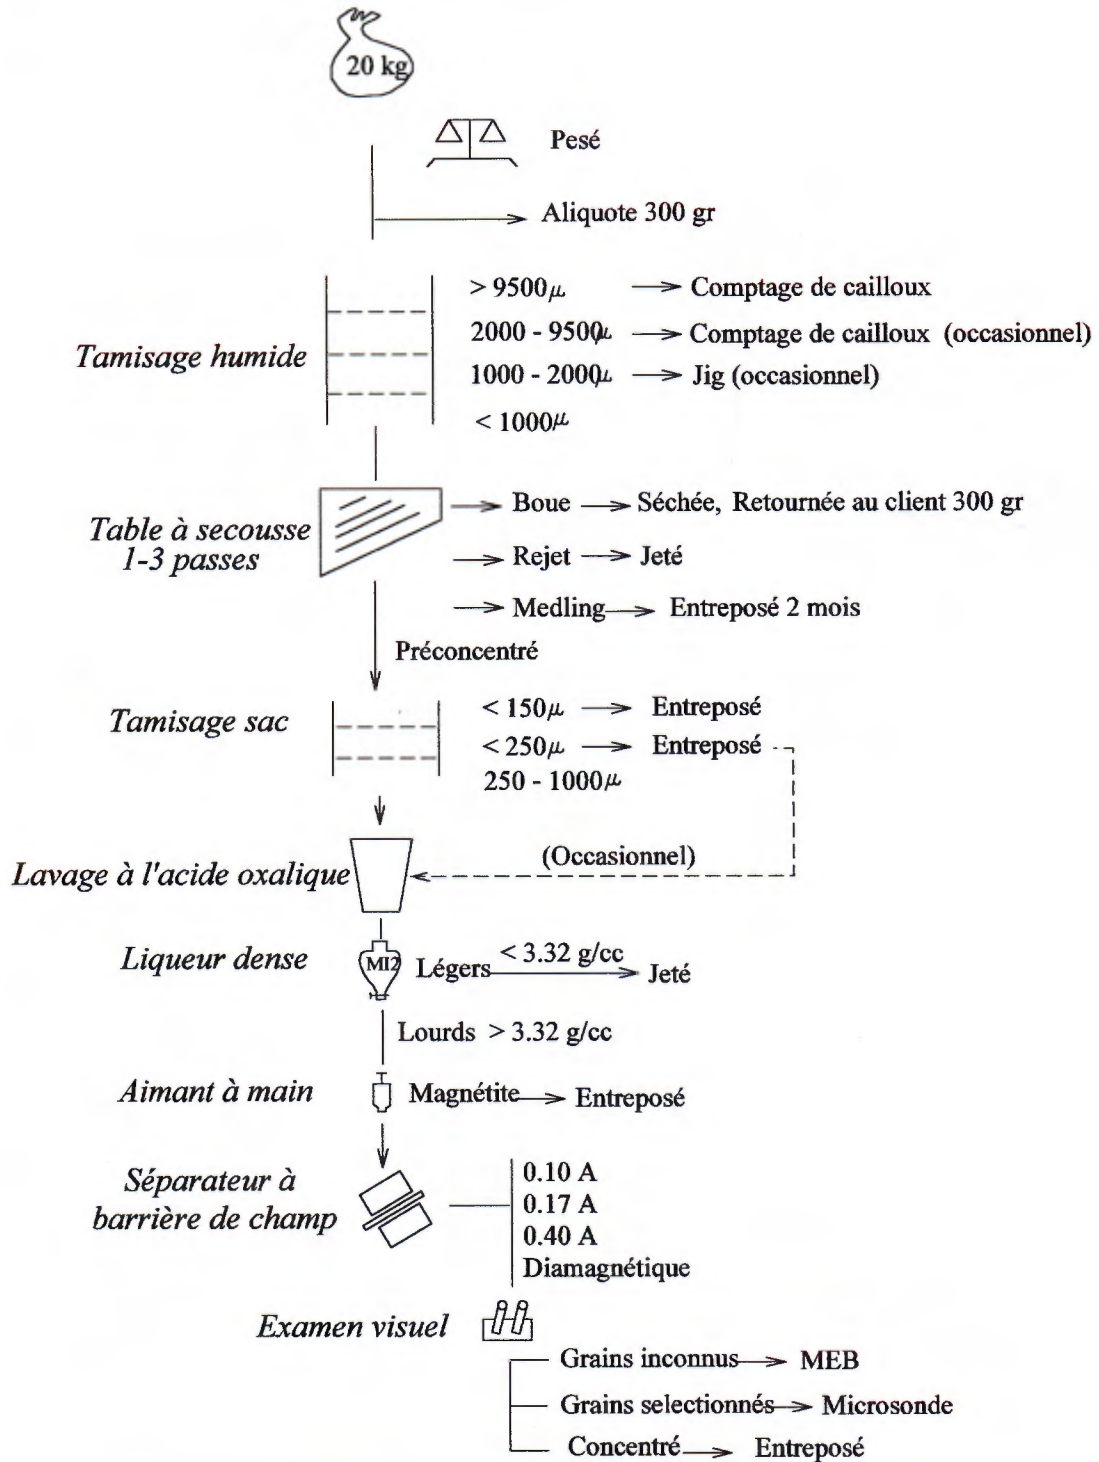 20 kg
Pesé
Aliquote 300 gr
Tamisage humide
> 9500μ Comptage de cailloux
2000 - 9500μ Comptage de cailloux (occasionnel)
1000 - 2000μ Jig (occasionnel)
< 1000μ
Table à secousse
1-3 passes
Boue Séchée, Retournée au client 300 gr
Rejet Jeté
Medling Entreposé 2 mois
Préconcentré
Tamisage sac
< 150μ Entreposé
< 250μ Entreposé
250 - 1000μ
(Occasionnel)
Lavage à l'acide oxalique
Liqueur dense
MI2
Légers < 3.32 g/cc Jeté
Lourds > 3.32 g/cc
Aimant à main
Magnétite Entreposé
Séparateur à
barrière de champ
0.10 A
0.17 A
0.40 A
Diamagnétique
Examen visuel
Grains inconnus MEB
Grains selectionnés Microsonde
Concentré Entreposé